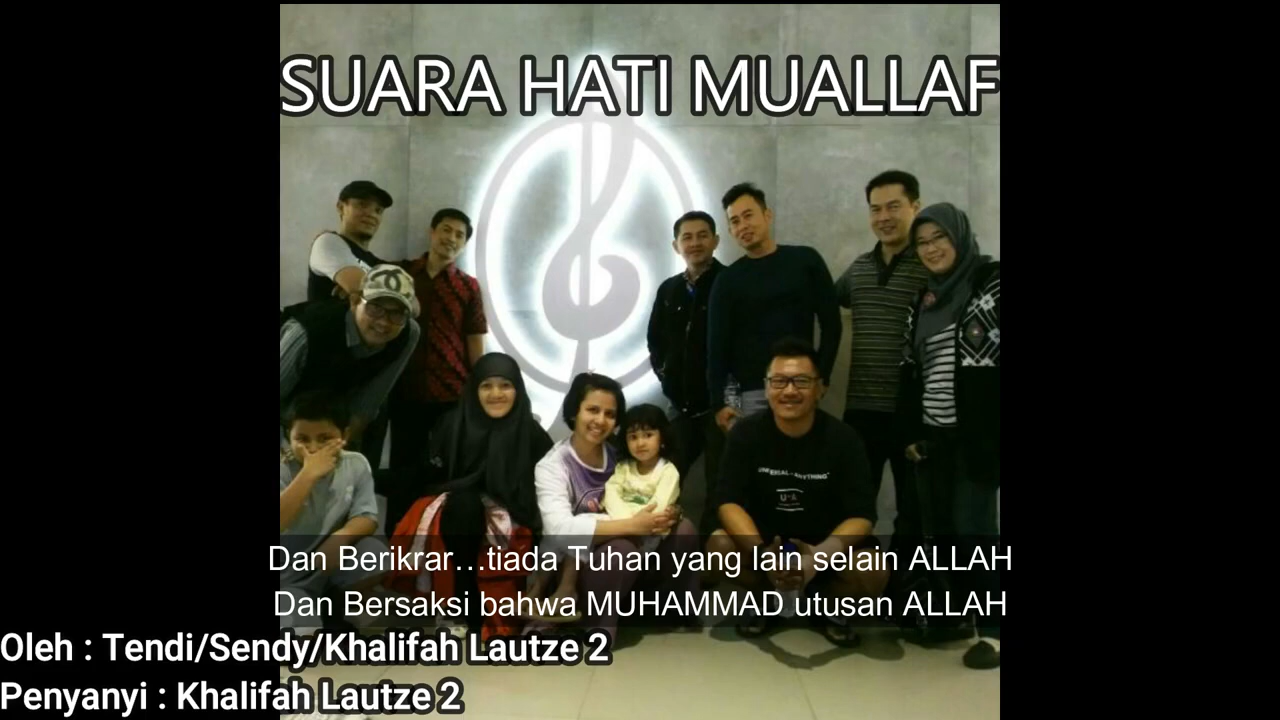 SUARA HATI MUALLAF
Dan Berikrar…tiada Tuhan yang lain selain ALLAH
Dan Bersaksi bahwa MUHAMMAD utusan ALLAH
Oleh : Tendi/Sendy/Khalifah Lautze 2
Penyanyi : Khalifah Lautze 2